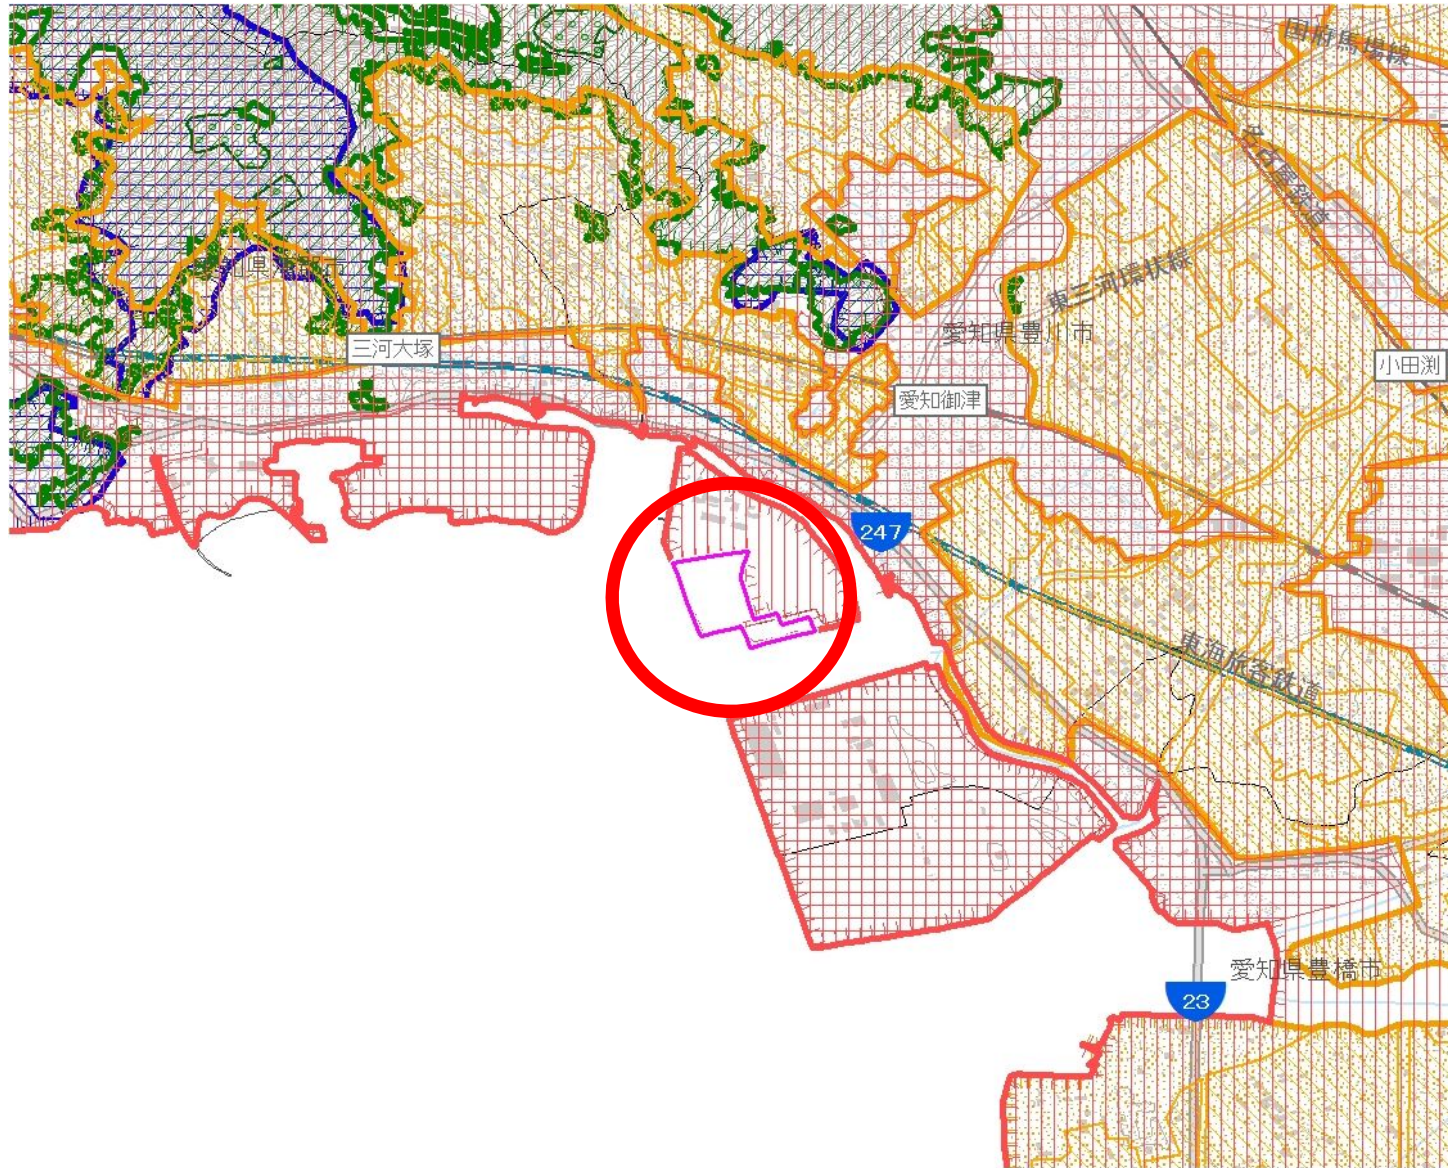 国府馬場線
名古屋鉄道
愛知県蒲郡市
東三河環状線
愛知県豊川市
三河大塚
小田渕
愛知御津
247
東海旅客鉄道
愛知県豊橋市
23